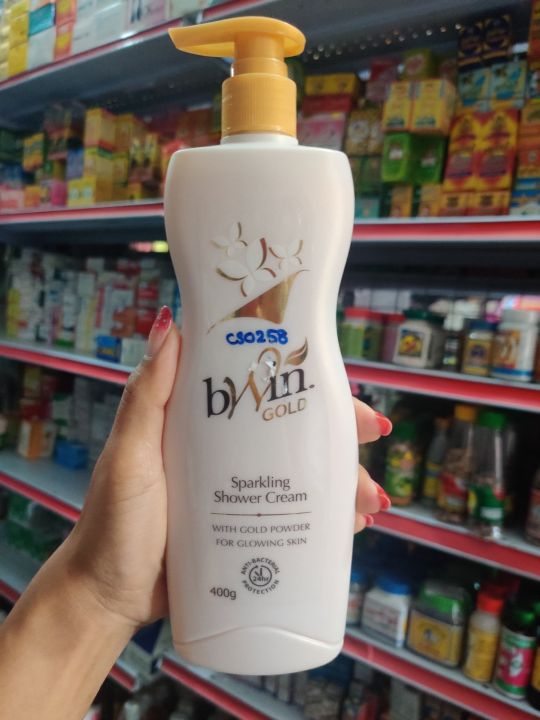 CS0258
bWin.
GOLD
Sparkling
Shower Cream
WITH GOLD POWDER
FOR GLOWING SKIN
ANTI-BACTERIAL
24hr
PROTECTION
400g